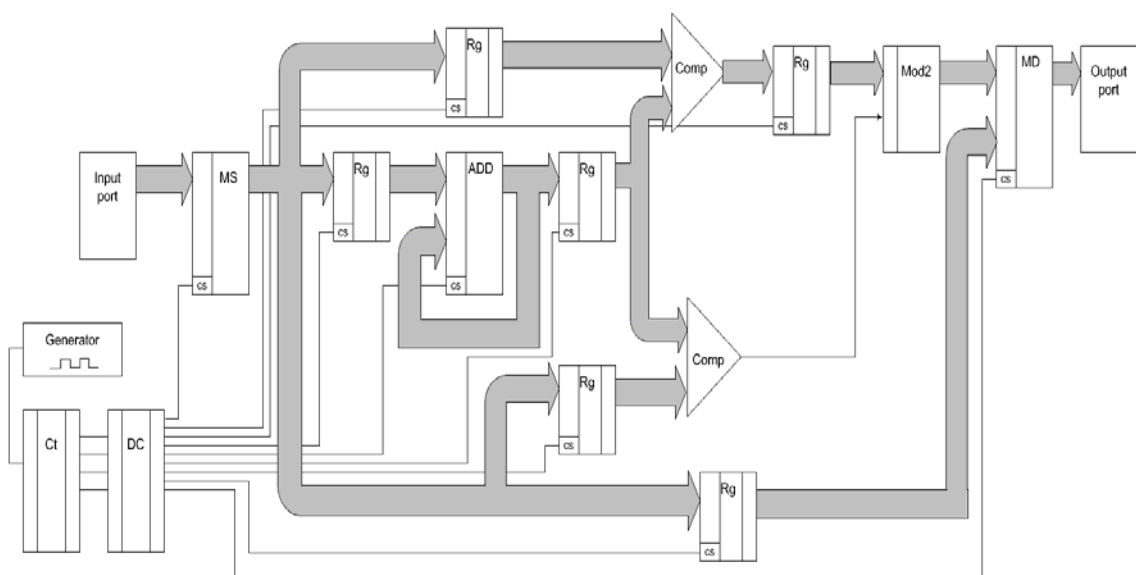 Rg
cs
Comp
Rg
cs
Mod2
MD
cs
Output
port
Input
port
MS
cs
Rg
cs
ADD
cs
Rg
cs
Generator
Comp
Rg
cs
Ct
DC
Rg
cs